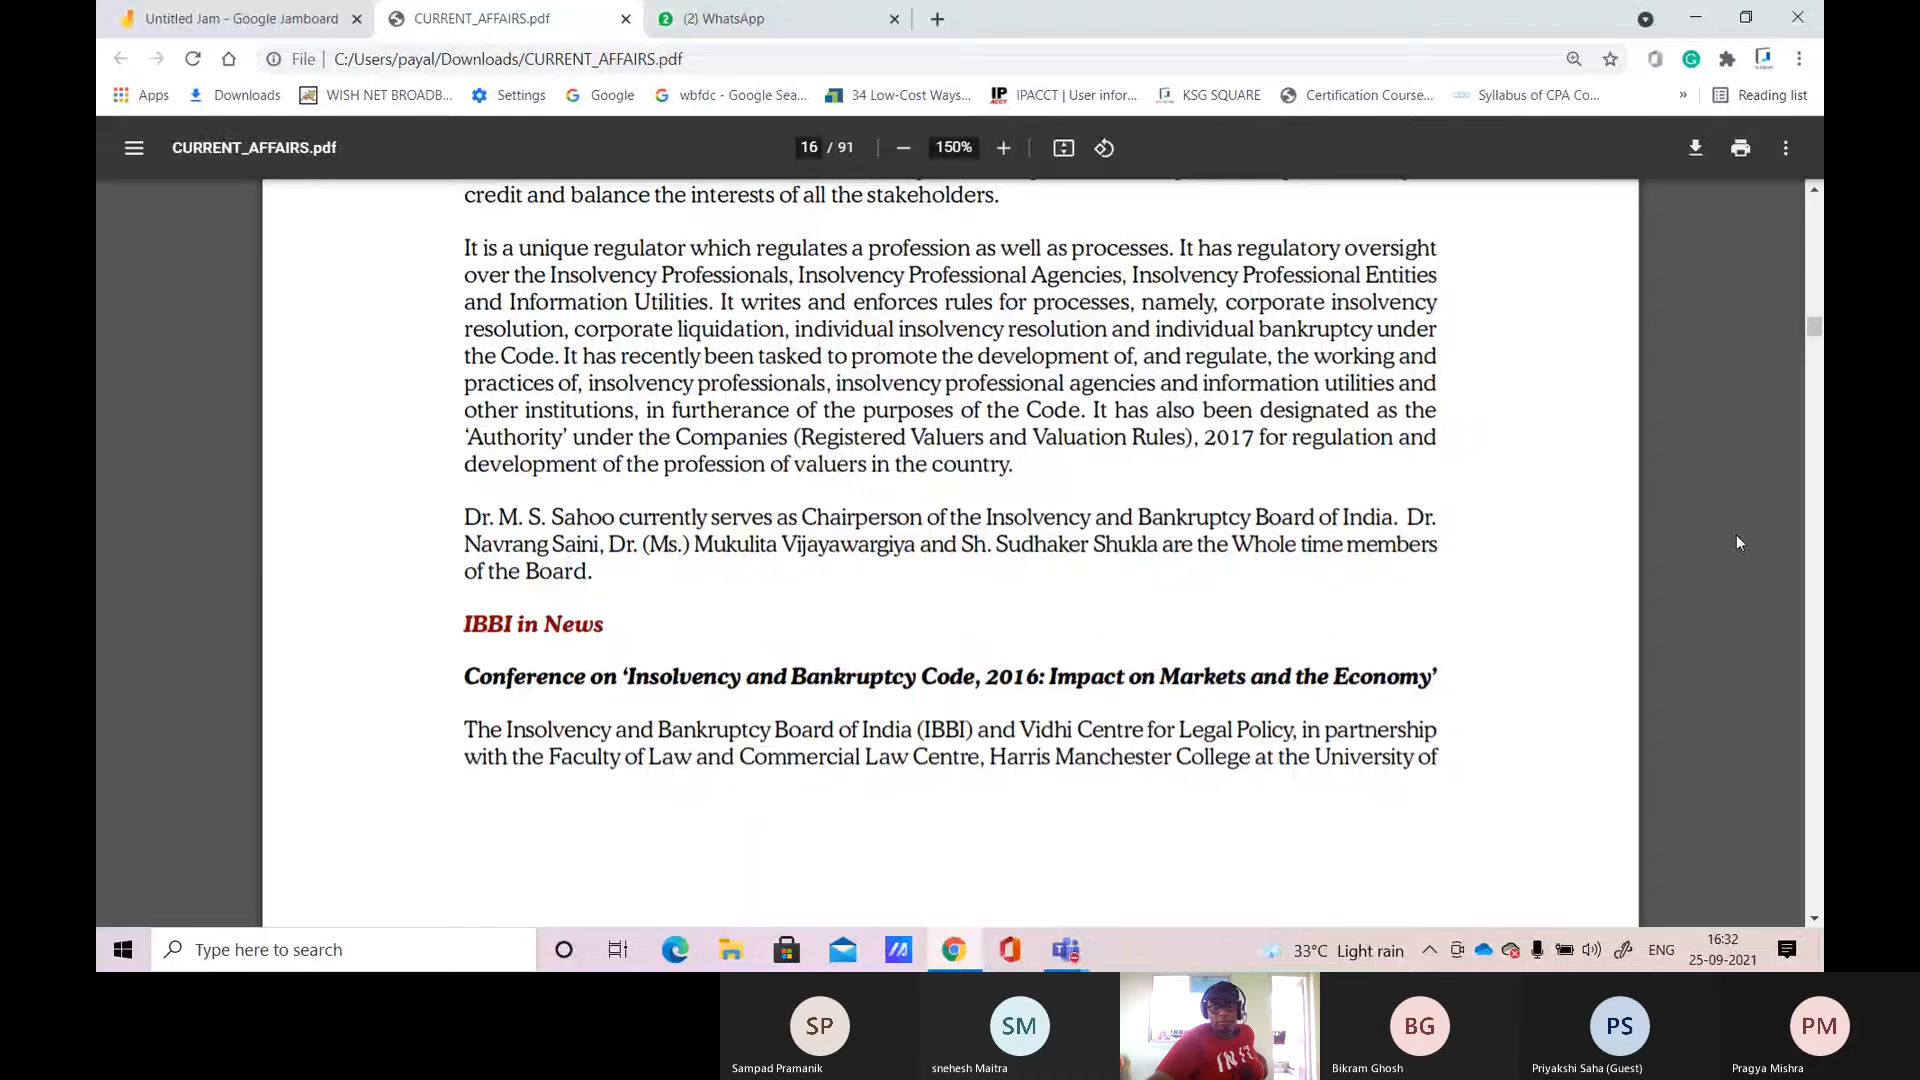 Untitled Jam - Google Jamboard
CURRENT_AFFAIRS.pdf
2 (2) WhatsApp
File C:/Users/payal/Downloads/CURRENT_AFFAIRS.pdf
Apps Downloads WISH NET BROADB... Settings Google wbfdc - Google Sea... 34 Low-Cost Ways... IP ACCT IPACCT | User infor... KSG SQUARE Certification Course... Syllabus of CPA Co... » Reading list
CURRENT_AFFAIRS.pdf 16 / 91 150%
credit and balance the interests of all the stakeholders.
It is a unique regulator which regulates a profession as well as processes. It has regulatory oversight
over the Insolvency Professionals, Insolvency Professional Agencies, Insolvency Professional Entities
and Information Utilities. It writes and enforces rules for processes, namely, corporate insolvency
resolution, corporate liquidation, individual insolvency resolution and individual bankruptcy under
the Code. It has recently been tasked to promote the development of, and regulate, the working and
practices of, insolvency professionals, insolvency professional agencies and information utilities and
other institutions, in furtherance of the purposes of the Code. It has also been designated as the
‘Authority’ under the Companies (Registered Valuers and Valuation Rules), 2017 for regulation and
development of the profession of valuers in the country.
Dr. M. S. Sahoo currently serves as Chairperson of the Insolvency and Bankruptcy Board of India. Dr.
Navrang Saini, Dr. (Ms.) Mukulita Vijayawargiya and Sh. Sudhaker Shukla are the Whole time members
of the Board.
IBBI in News
Conference on ‘Insolvency and Bankruptcy Code, 2016: Impact on Markets and the Economy’
The Insolvency and Bankruptcy Board of India (IBBI) and Vidhi Centre for Legal Policy, in partnership
with the Faculty of Law and Commercial Law Centre, Harris Manchester College at the University of
Type here to search
33°C Light rain
ENG
16:32
25-09-2021
SP SM BG PS PM
Sampad Pramanik
snehesh Maitra
Bikram Ghosh
Priyakshi Saha (Guest)
Pragya Mishra